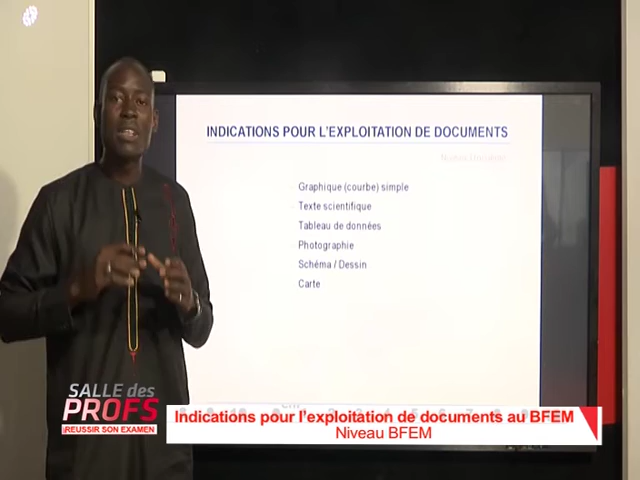 INDICATIONS POUR L'EXPLOITATION DE DOCUMENTS
Graphique (courbe) simple
Texte scientifique
Tableau de données
Photographie
Schéma / Dessin
Carte
SALLE des
PROFS
REUSSIR SON EXAMEN
Indications pour l'exploitation de documents au BFEM
Niveau BFEM